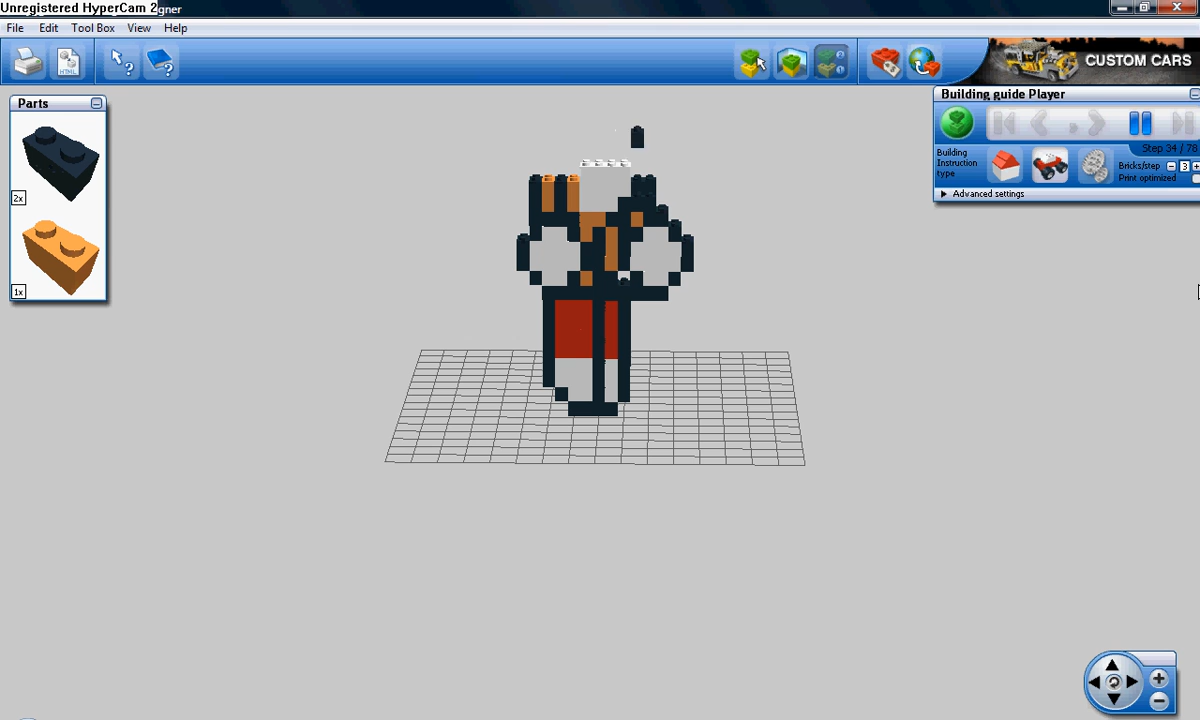 Unregistered HyperCam 2gner
File Edit Tool Box View Help
HTML
CUSTOM CARS
Parts
2x
1x
Building guide Player
Step 34 / 78
Building
Instruction
type
Bricks/step 3
Print optimized
Advanced settings